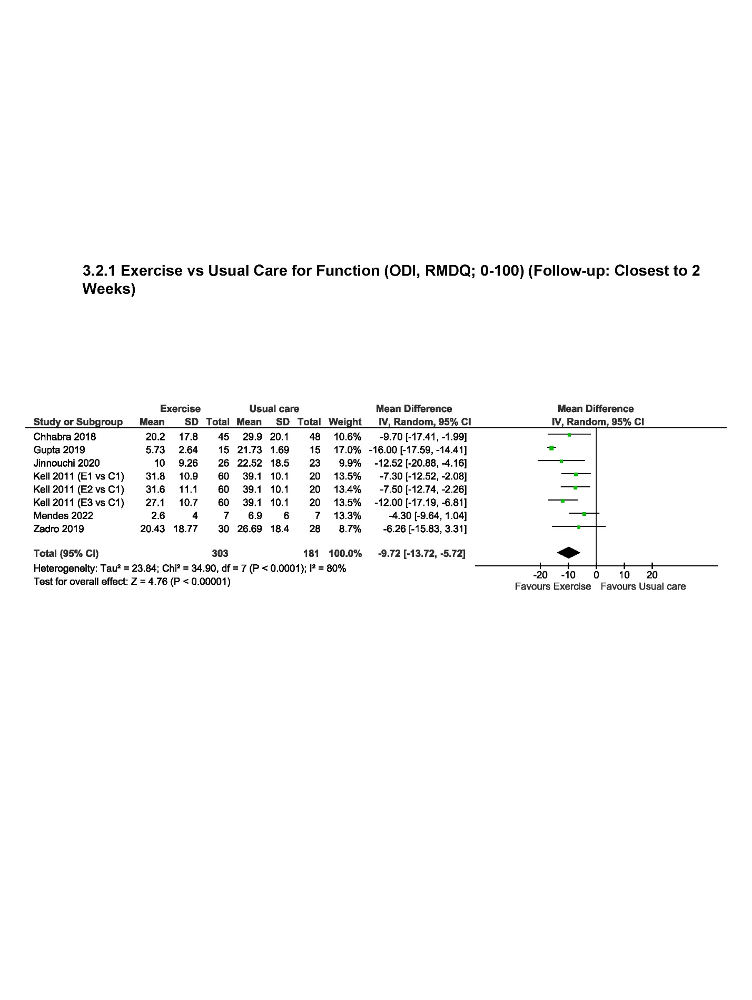 3.2.1 Exercise vs Usual Care for Function (ODI, RMDQ; 0-100) (Follow-up: Closest to 2
Weeks)
Exercise Usual care Mean Difference Mean Difference
Study or Subgroup Mean SD Total Mean SD Total Weight IV, Random, 95% CI IV, Random, 95% CI
Chhabra 2018 20.2 17.8 45 29.9 20.1 48 10.6% -9.70 [-17.41, -1.99]
Gupta 2019 5.73 2.64 15 21.73 1.69 15 17.0% -16.00 [-17.59, -14.41]
Jinnouchi 2020 10 9.26 26 22.52 18.5 23 9.9% -12.52 [-20.88, -4.16]
Kell 2011 (E1 vs C1) 31.8 10.9 60 39.1 10.1 20 13.5% -7.30 [-12.52, -2.08]
Kell 2011 (E2 vs C1) 31.6 11.1 60 39.1 10.1 20 13.4% -7.50 [-12.74, -2.26]
Kell 2011 (E3 vs C1) 27.1 10.7 60 39.1 10.1 20 13.5% -12.00 [-17.19, -6.81]
Mendes 2022 2.6 4 7 6.9 6 7 13.3% -4.30 [-9.64, 1.04]
Zadro 2019 20.43 18.77 30 26.69 18.4 28 8.7% -6.26 [-15.83, 3.31]
Total (95% CI) 303 181 100.0% -9.72 [-13.72, -5.72]
Heterogeneity: Tau² = 23.84; Chi² = 34.90, df = 7 (P < 0.0001); I² = 80%
Test for overall effect: Z = 4.76 (P < 0.00001)
-20 -10 0 10 20
Favours Exercise Favours Usual care